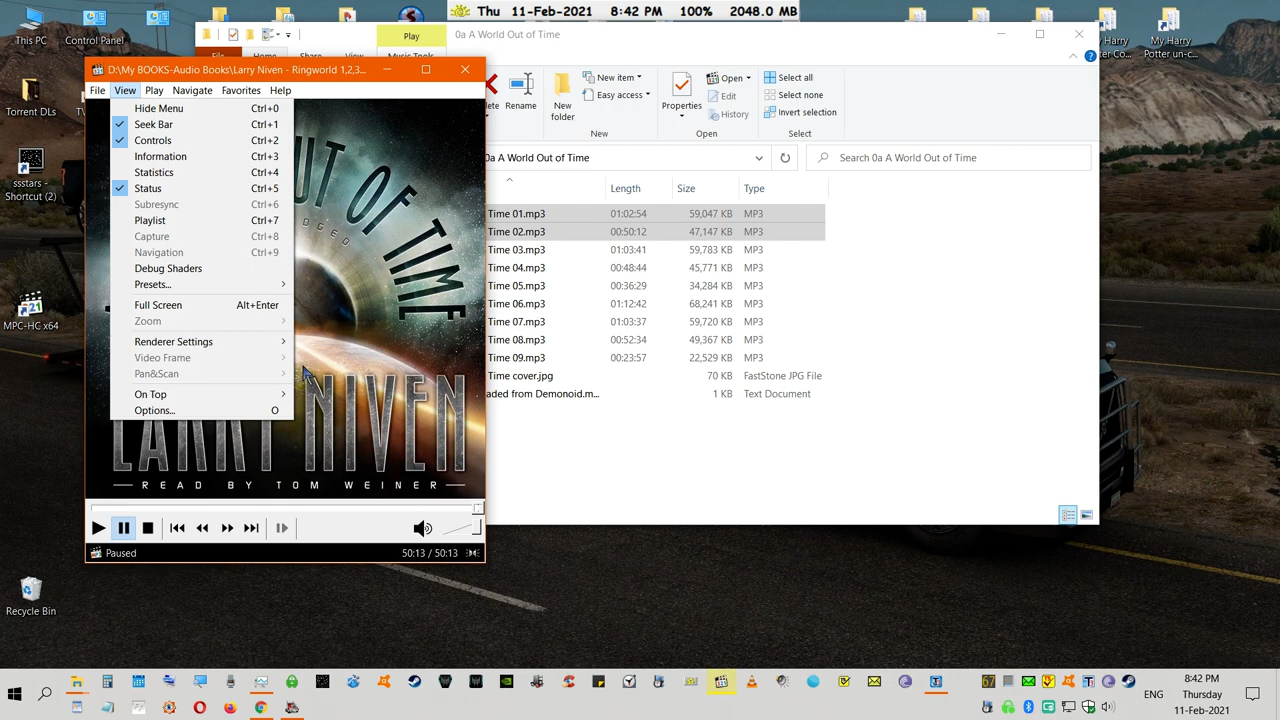 Thu 11-Feb-2021 8:42 PM 100% 2048.0 MB
This PC
Control Panel
Torrent DLs
ssstars -
Shortcut (2)
MPC-HC x64
Recycle Bin
My Harry
Potter un-c...
Harry
Co...
Play
0a A World Out of Time
File
Home
Share
View
Music Tools
Rename
New
folder
New item
Easy access
New
Properties
Open
Edit
History
Open
Select all
Select none
Invert selection
Select
0a A World Out of Time
Search 0a A World Out of Time
Length
Size
Type
Time 01.mp3 01:02:54 59,047 KB MP3
Time 02.mp3 00:50:12 47,147 KB MP3
Time 03.mp3 01:03:41 59,783 KB MP3
Time 04.mp3 00:48:44 45,771 KB MP3
Time 05.mp3 00:36:29 34,284 KB MP3
Time 06.mp3 01:12:42 68,241 KB MP3
Time 07.mp3 01:03:37 59,720 KB MP3
Time 08.mp3 00:52:34 49,367 KB MP3
Time 09.mp3 00:23:57 22,529 KB MP3
Time cover.jpg 70 KB FastStone JPG File
aded from Demonoid.m... 1 KB Text Document
D:\My BOOKS-Audio Books\Larry Niven - Ringworld 1,2,3...
File View Play Navigate Favorites Help
Hide Menu Ctrl+0
Seek Bar Ctrl+1
Controls Ctrl+2
Information Ctrl+3
Statistics Ctrl+4
Status Ctrl+5
Subresync Ctrl+6
Playlist Ctrl+7
Capture Ctrl+8
Navigation Ctrl+9
Debug Shaders
Presets...
Full Screen Alt+Enter
Zoom
Renderer Settings
Video Frame
Pan&Scan
On Top
Options... O
OUT OF TIME
DGED
LARRY NIVEN
READ BY TOM WEINER
Paused
50:13 / 50:13
67
ENG
8:42 PM
Thursday
11-Feb-2021